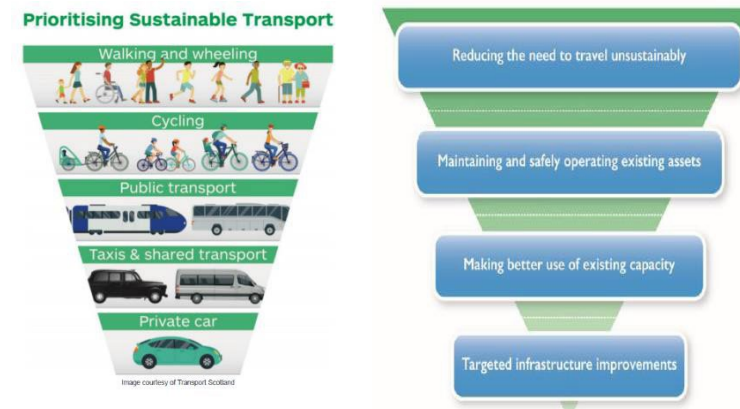 Prioritising Sustainable Transport
Walking and wheeling
Cycling
Public transport
Taxis & shared transport
Private car
Image courtesy of Transport Scotland
Reducing the need to travel unsustainably
Maintaining and safely operating existing assets
Making better use of existing capacity
Targeted infrastructure improvements